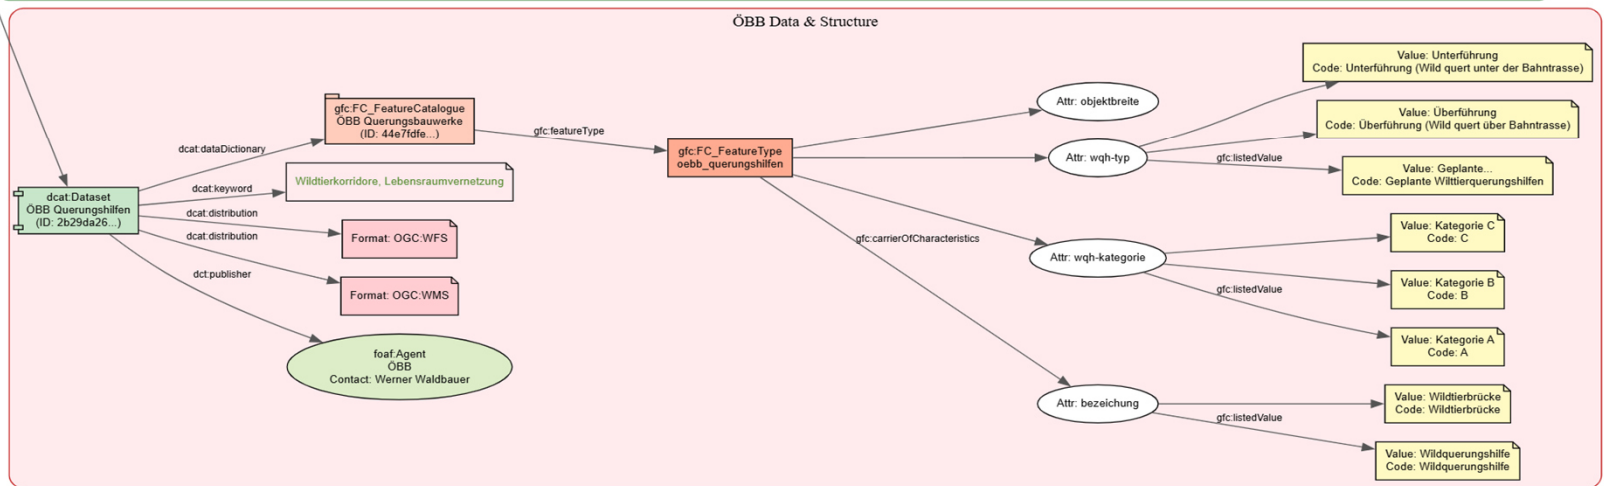 ÖBB Data & Structure
dcat:Dataset
ÖBB Querungshilfen
(ID: 2b29da26...)
dcat:dataDictionary
dcat:keyword
dcat:distribution
dcat:distribution
dct:publisher
gfc:FC_FeatureCatalogue
ÖBB Querungsbauwerke
(ID: 44e7fdfe...)
Wildtierkorridore, Lebensraumvernetzung
Format: OGC:WFS
Format: OGC:WMS
foaf:Agent
ÖBB
Contact: Werner Waldbauer
gfc:featureType
gfc:FC_FeatureType
oebb_querungshilfen
gfc:carrierOfCharacteristics
Attr: objektbreite
Attr: wqh-typ
Attr: wqh-kategorie
Attr: bezeichung
Value: Unterführung
Code: Unterführung (Wild quert unter der Bahntrasse)
Value: Überführung
Code: Überführung (Wild quert über Bahntrasse)
gfc:listedValue
Value: Geplante...
Code: Geplante Wilttierquerungshilfen
Value: Kategorie C
Code: C
Value: Kategorie B
Code: B
gfc:listedValue
Value: Kategorie A
Code: A
Value: Wildtierbrücke
Code: Wildtierbrücke
gfc:listedValue
Value: Wildquerungshilfe
Code: Wildquerungshilfe